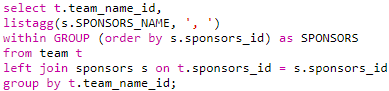 select t.team_name_id,
listagg(s.SPONSORS_NAME, ', ')
within GROUP (order by s.sponsors_id) as SPONSORS
from team t
left join sponsors s on t.sponsors_id = s.sponsors_id
group by t.team_name_id;